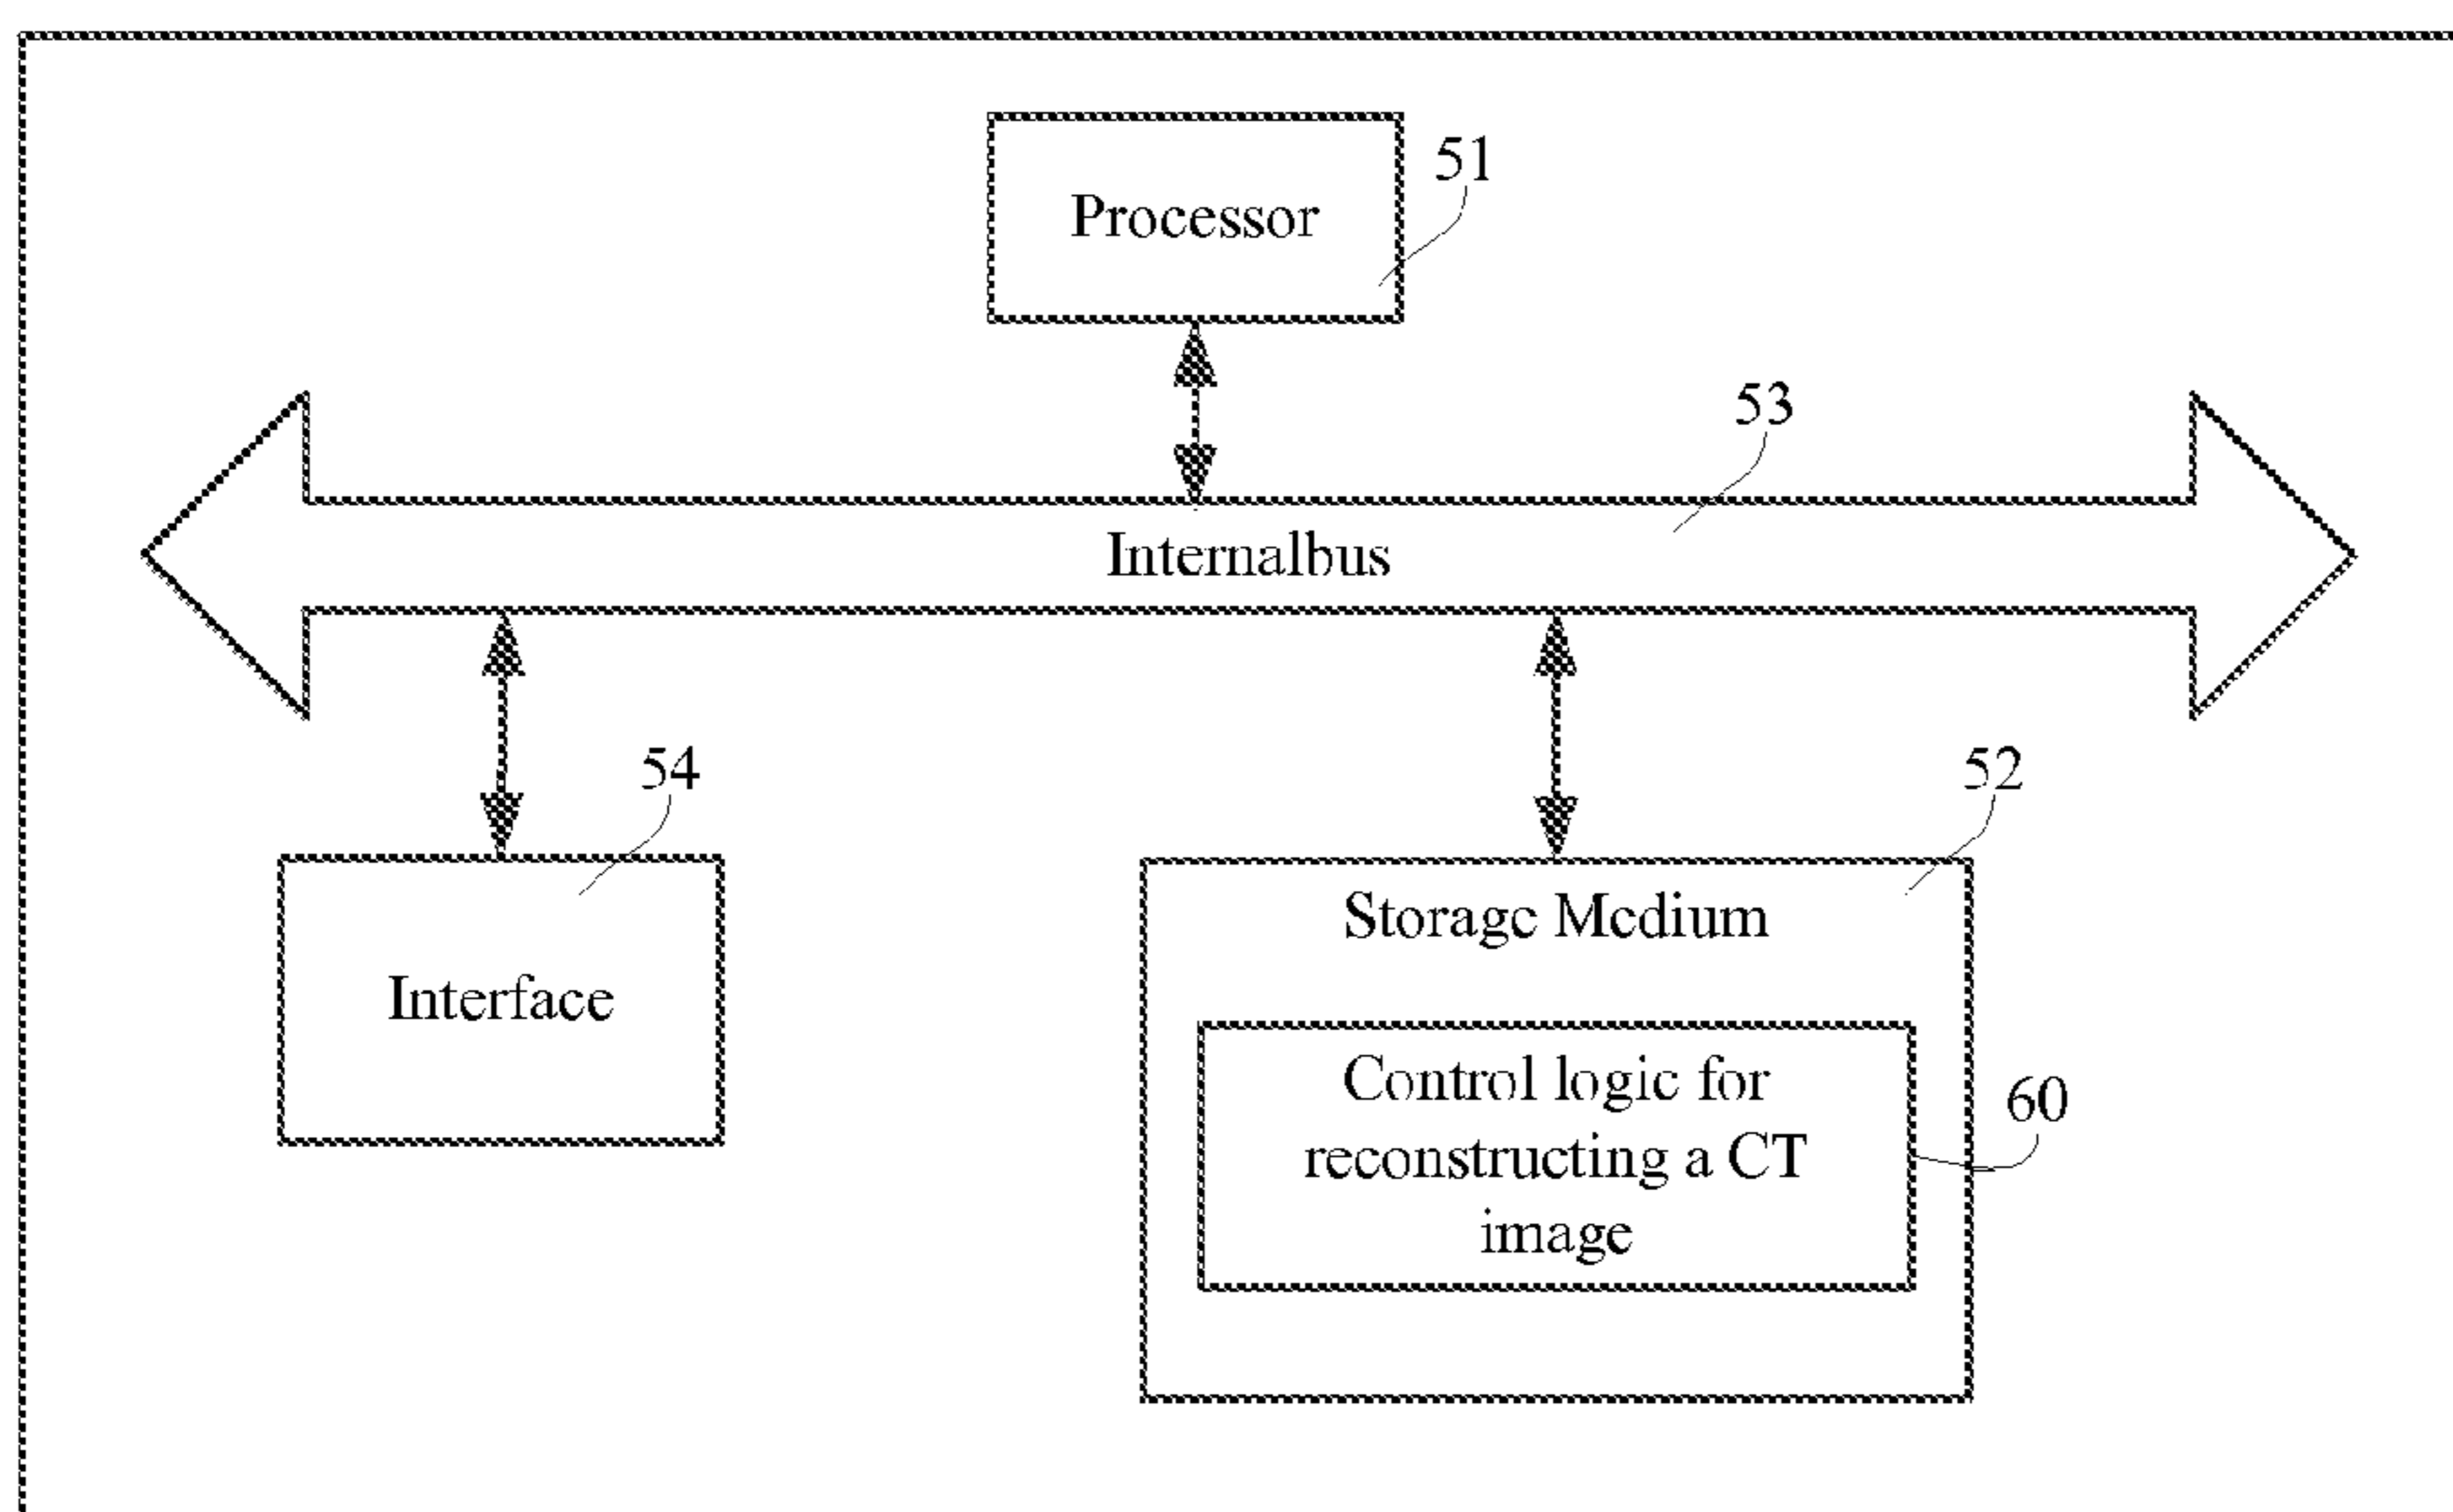 Processor
51
53
Internalbus
54
52
Interface
Storage Medium
Control logic for
reconstructing a CT
image
60